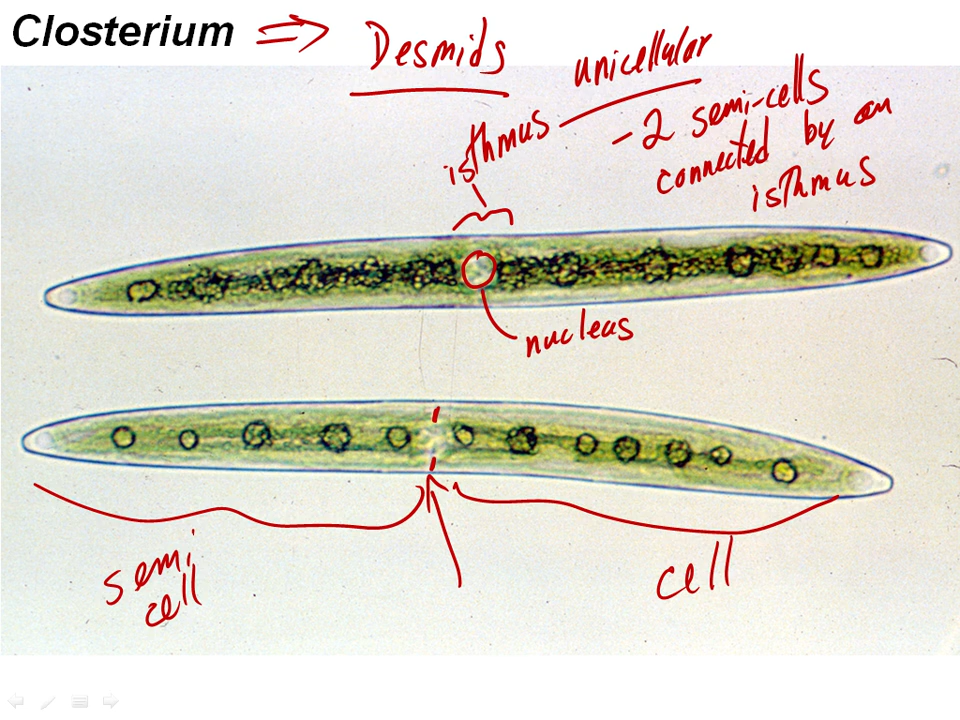 Closterium ⇒ Desmids
unicellular
isthmus
- 2 semi-cells
connected by an
isthmus
nucleus
semi
cell
cell